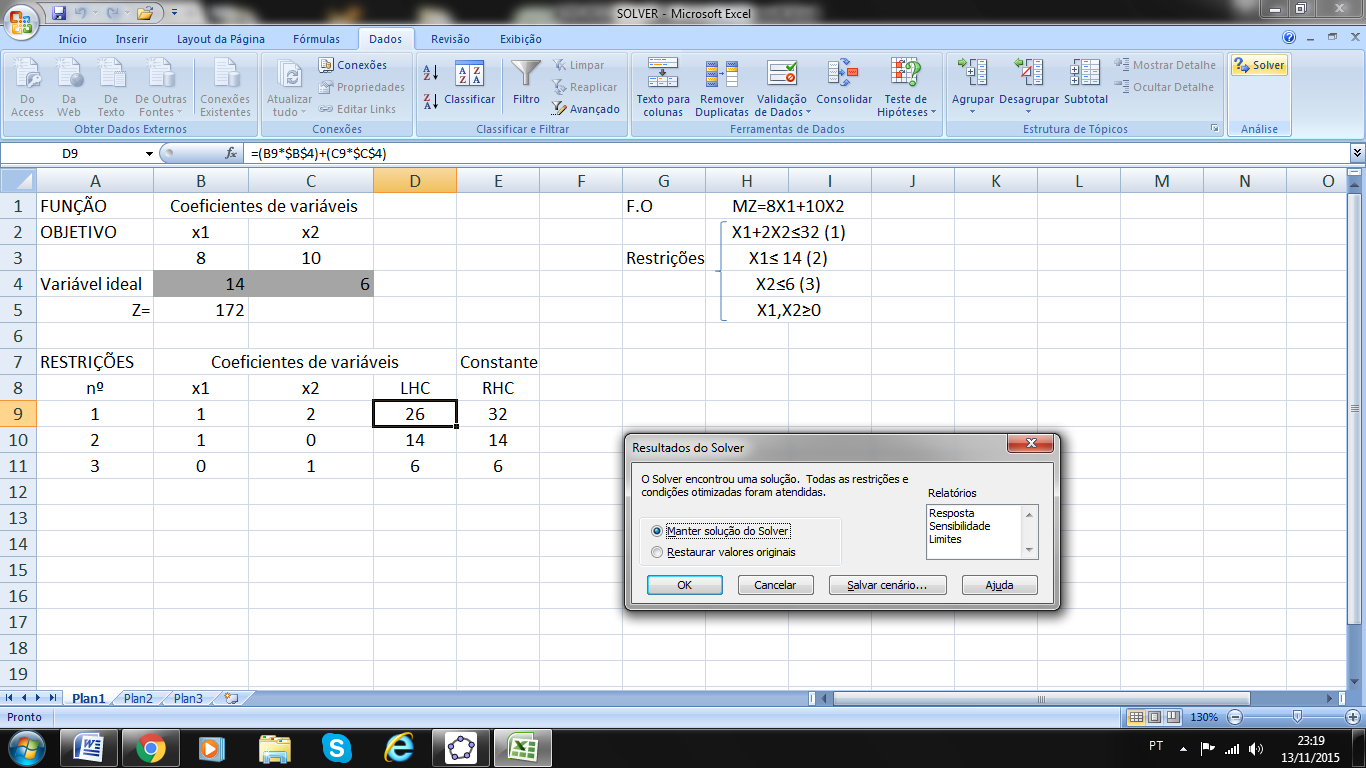 SOLVER - Microsoft Excel
Início Inserir Layout da Página Fórmulas Dados Revisão Exibição
Do Access
Da Web
De Texto
De Outras Fontes
Conexões Existentes
Obter Dados Externos
Atualizar tudo
Conexões
Propriedades
Editar Links
Conexões
Classificar
Filtro
Limpar
Reaplicar
Avançado
Classificar e Filtrar
Texto para colunas
Remover Duplicatas
Validação de Dados
Consolidar
Teste de Hipóteses
Ferramentas de Dados
Agrupar
Desagrupar
Subtotal
Mostrar Detalhe
Ocultar Detalhe
Estrutura de Tópicos
Solver
Análise
D9 fx =(B9*$B$4)+(C9*$C$4)
A B C D E F G H I J K L M N O
1 FUNÇÃO Coeficientes de variáveis F.O MZ=8X1+10X2
2 OBJETIVO x1 x2 X1+2X2≤32 (1)
3 8 10 Restrições X1≤ 14 (2)
4 Variável ideal 14 6 X2≤6 (3)
5 Z= 172 X1,X2≥0
6
7 RESTRIÇÕES Coeficientes de variáveis Constante
8 nº x1 x2 LHC RHC
9 1 1 2 26 32
10 2 1 0 14 14
11 3 0 1 6 6
12
13
14
15
16
17
18
19
Resultados do Solver
O Solver encontrou uma solução. Todas as restrições e
condições otimizadas foram atendidas.
Relatórios
Resposta
Sensibilidade
Limites
Manter solução do Solver
Restaurar valores originais
OK Cancelar Salvar cenário... Ajuda
Plan1 Plan2 Plan3
Pronto 130%
PT 23:19
13/11/2015